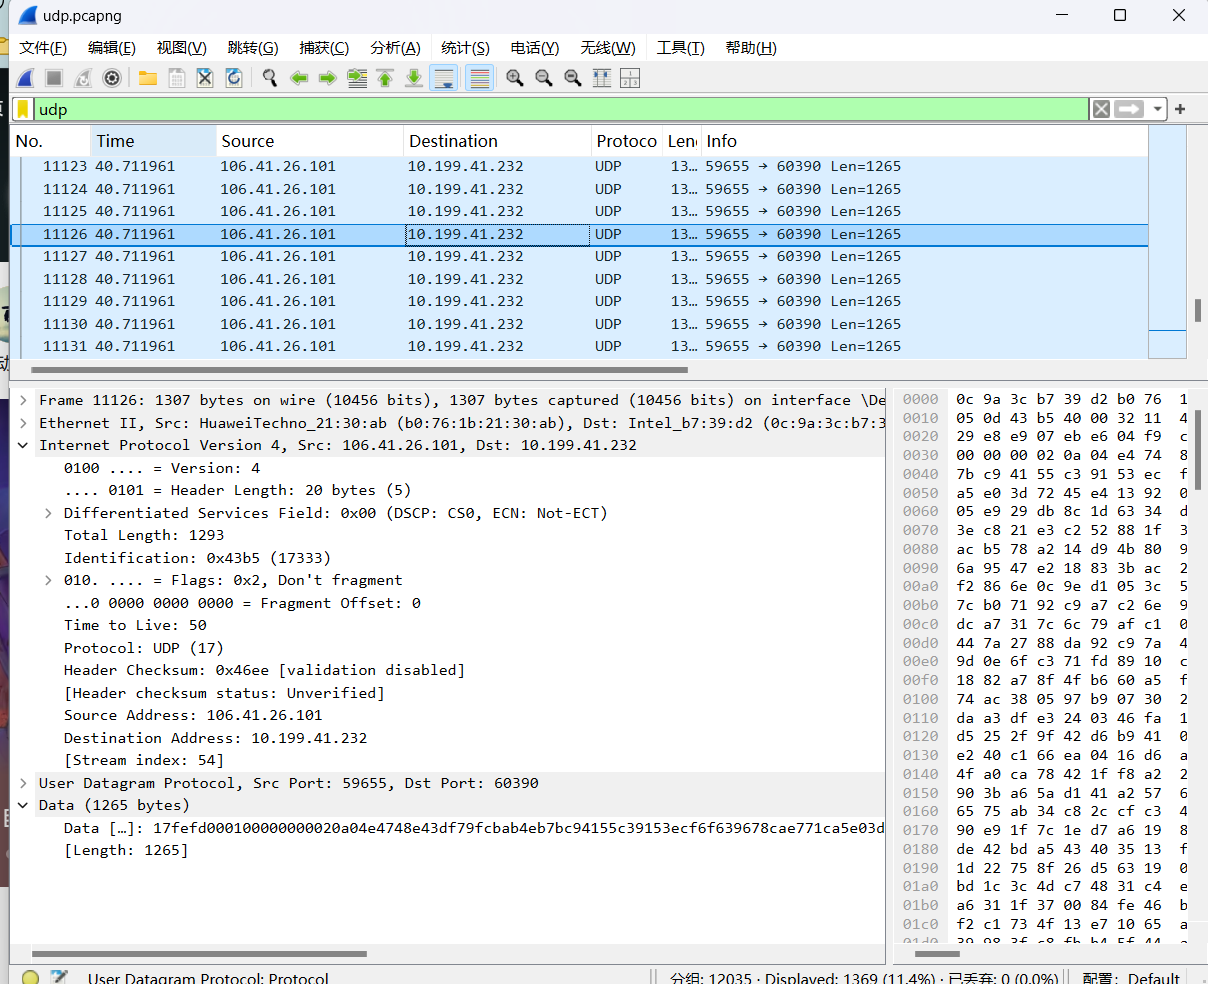 udp.pcapng
文件(F) 编辑(E) 视图(V) 跳转(G) 捕获(C) 分析(A) 统计(S) 电话(Y) 无线(W) 工具(T) 帮助(H)
udp
No. Time Source Destination Protoco Len Info
11123 40.711961 106.41.26.101 10.199.41.232 UDP 13… 59655 → 60390 Len=1265
11124 40.711961 106.41.26.101 10.199.41.232 UDP 13… 59655 → 60390 Len=1265
11125 40.711961 106.41.26.101 10.199.41.232 UDP 13… 59655 → 60390 Len=1265
11126 40.711961 106.41.26.101 10.199.41.232 UDP 13… 59655 → 60390 Len=1265
11127 40.711961 106.41.26.101 10.199.41.232 UDP 13… 59655 → 60390 Len=1265
11128 40.711961 106.41.26.101 10.199.41.232 UDP 13… 59655 → 60390 Len=1265
11129 40.711961 106.41.26.101 10.199.41.232 UDP 13… 59655 → 60390 Len=1265
11130 40.711961 106.41.26.101 10.199.41.232 UDP 13… 59655 → 60390 Len=1265
11131 40.711961 106.41.26.101 10.199.41.232 UDP 13… 59655 → 60390 Len=1265
Frame 11126: 1307 bytes on wire (10456 bits), 1307 bytes captured (10456 bits) on interface \De
Ethernet II, Src: HuaweiTechno_21:30:ab (b0:76:1b:21:30:ab), Dst: Intel_b7:39:d2 (0c:9a:3c:b7:3
Internet Protocol Version 4, Src: 106.41.26.101, Dst: 10.199.41.232
0100 .... = Version: 4
.... 0101 = Header Length: 20 bytes (5)
Differentiated Services Field: 0x00 (DSCP: CS0, ECN: Not-ECT)
Total Length: 1293
Identification: 0x43b5 (17333)
010. .... = Flags: 0x2, Don't fragment
...0 0000 0000 0000 = Fragment Offset: 0
Time to Live: 50
Protocol: UDP (17)
Header Checksum: 0x46ee [validation disabled]
[Header checksum status: Unverified]
Source Address: 106.41.26.101
Destination Address: 10.199.41.232
[Stream index: 54]
User Datagram Protocol, Src Port: 59655, Dst Port: 60390
Data (1265 bytes)
Data […]: 17fefd000100000000020a04e4748e43df79fcbab4eb7bc94155c39153ecf6f639678cae771ca5e03d
[Length: 1265]
0000 0c 9a 3c b7 39 d2 b0 76 1
0010 05 0d 43 b5 40 00 32 11 4
0020 29 e8 e9 07 eb e6 04 f9 c
0030 00 00 00 02 0a 04 e4 74 8
0040 7b c9 41 55 c3 91 53 ec f
0050 a5 e0 3d 72 45 e4 13 92 0
0060 05 e9 29 db 8c 1d 63 34 d
0070 3e c8 21 e3 c2 52 88 1f 3
0080 ac b5 78 a2 14 d9 4b 80 9
0090 6a 95 47 e2 18 83 3b ac 2
00a0 f2 86 6e 0c 9e d1 05 3c 5
00b0 7c b0 71 92 c9 a7 c2 6e 9
00c0 dc a7 31 7c 6c 79 af c1 0
00d0 44 7a 27 88 da 92 c9 7a 4
00e0 9d 0e 6f c3 71 fd 89 10 c
00f0 18 82 a7 8f 4f b6 60 a5 f
0100 74 ac 38 05 97 b9 07 30 2
0110 da a3 df e3 24 03 46 fa 1
0120 d5 25 2f 9f 42 d6 b9 41 0
0130 e2 40 c1 66 ea 04 16 d6 a
0140 4f a0 ca 78 42 1f f8 a2 2
0150 90 3b a6 5a d1 41 a2 57 6
0160 65 75 ab 34 c8 2c cf c3 4
0170 90 e9 1f 7c 1e d7 a6 19 8
0180 de 42 bd a5 43 40 35 13 f
0190 1d 22 75 8f 26 d5 63 19 0
01a0 bd 1c 3c 4d c7 48 31 c4 e
01b0 a6 31 1f 37 00 84 fe 46 b
01c0 f2 c1 73 4f 13 e7 10 65 a
User Datagram Protocol: Protocol
分组: 12035 · Displayed: 1369 (11.4%) · 已丢弃: 0 (0.0%)
配置: Default